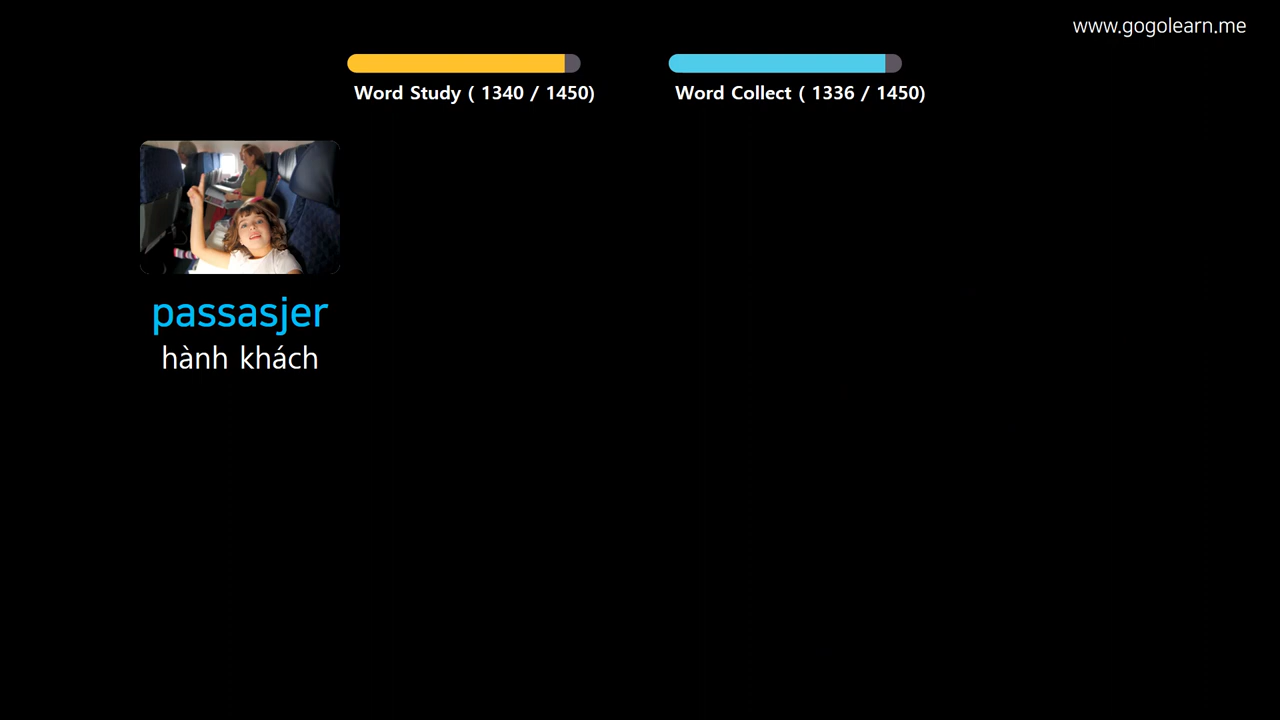 www.gogolearn.me
Word Study ( 1340 / 1450)
Word Collect ( 1336 / 1450)
passasjer
hành khách